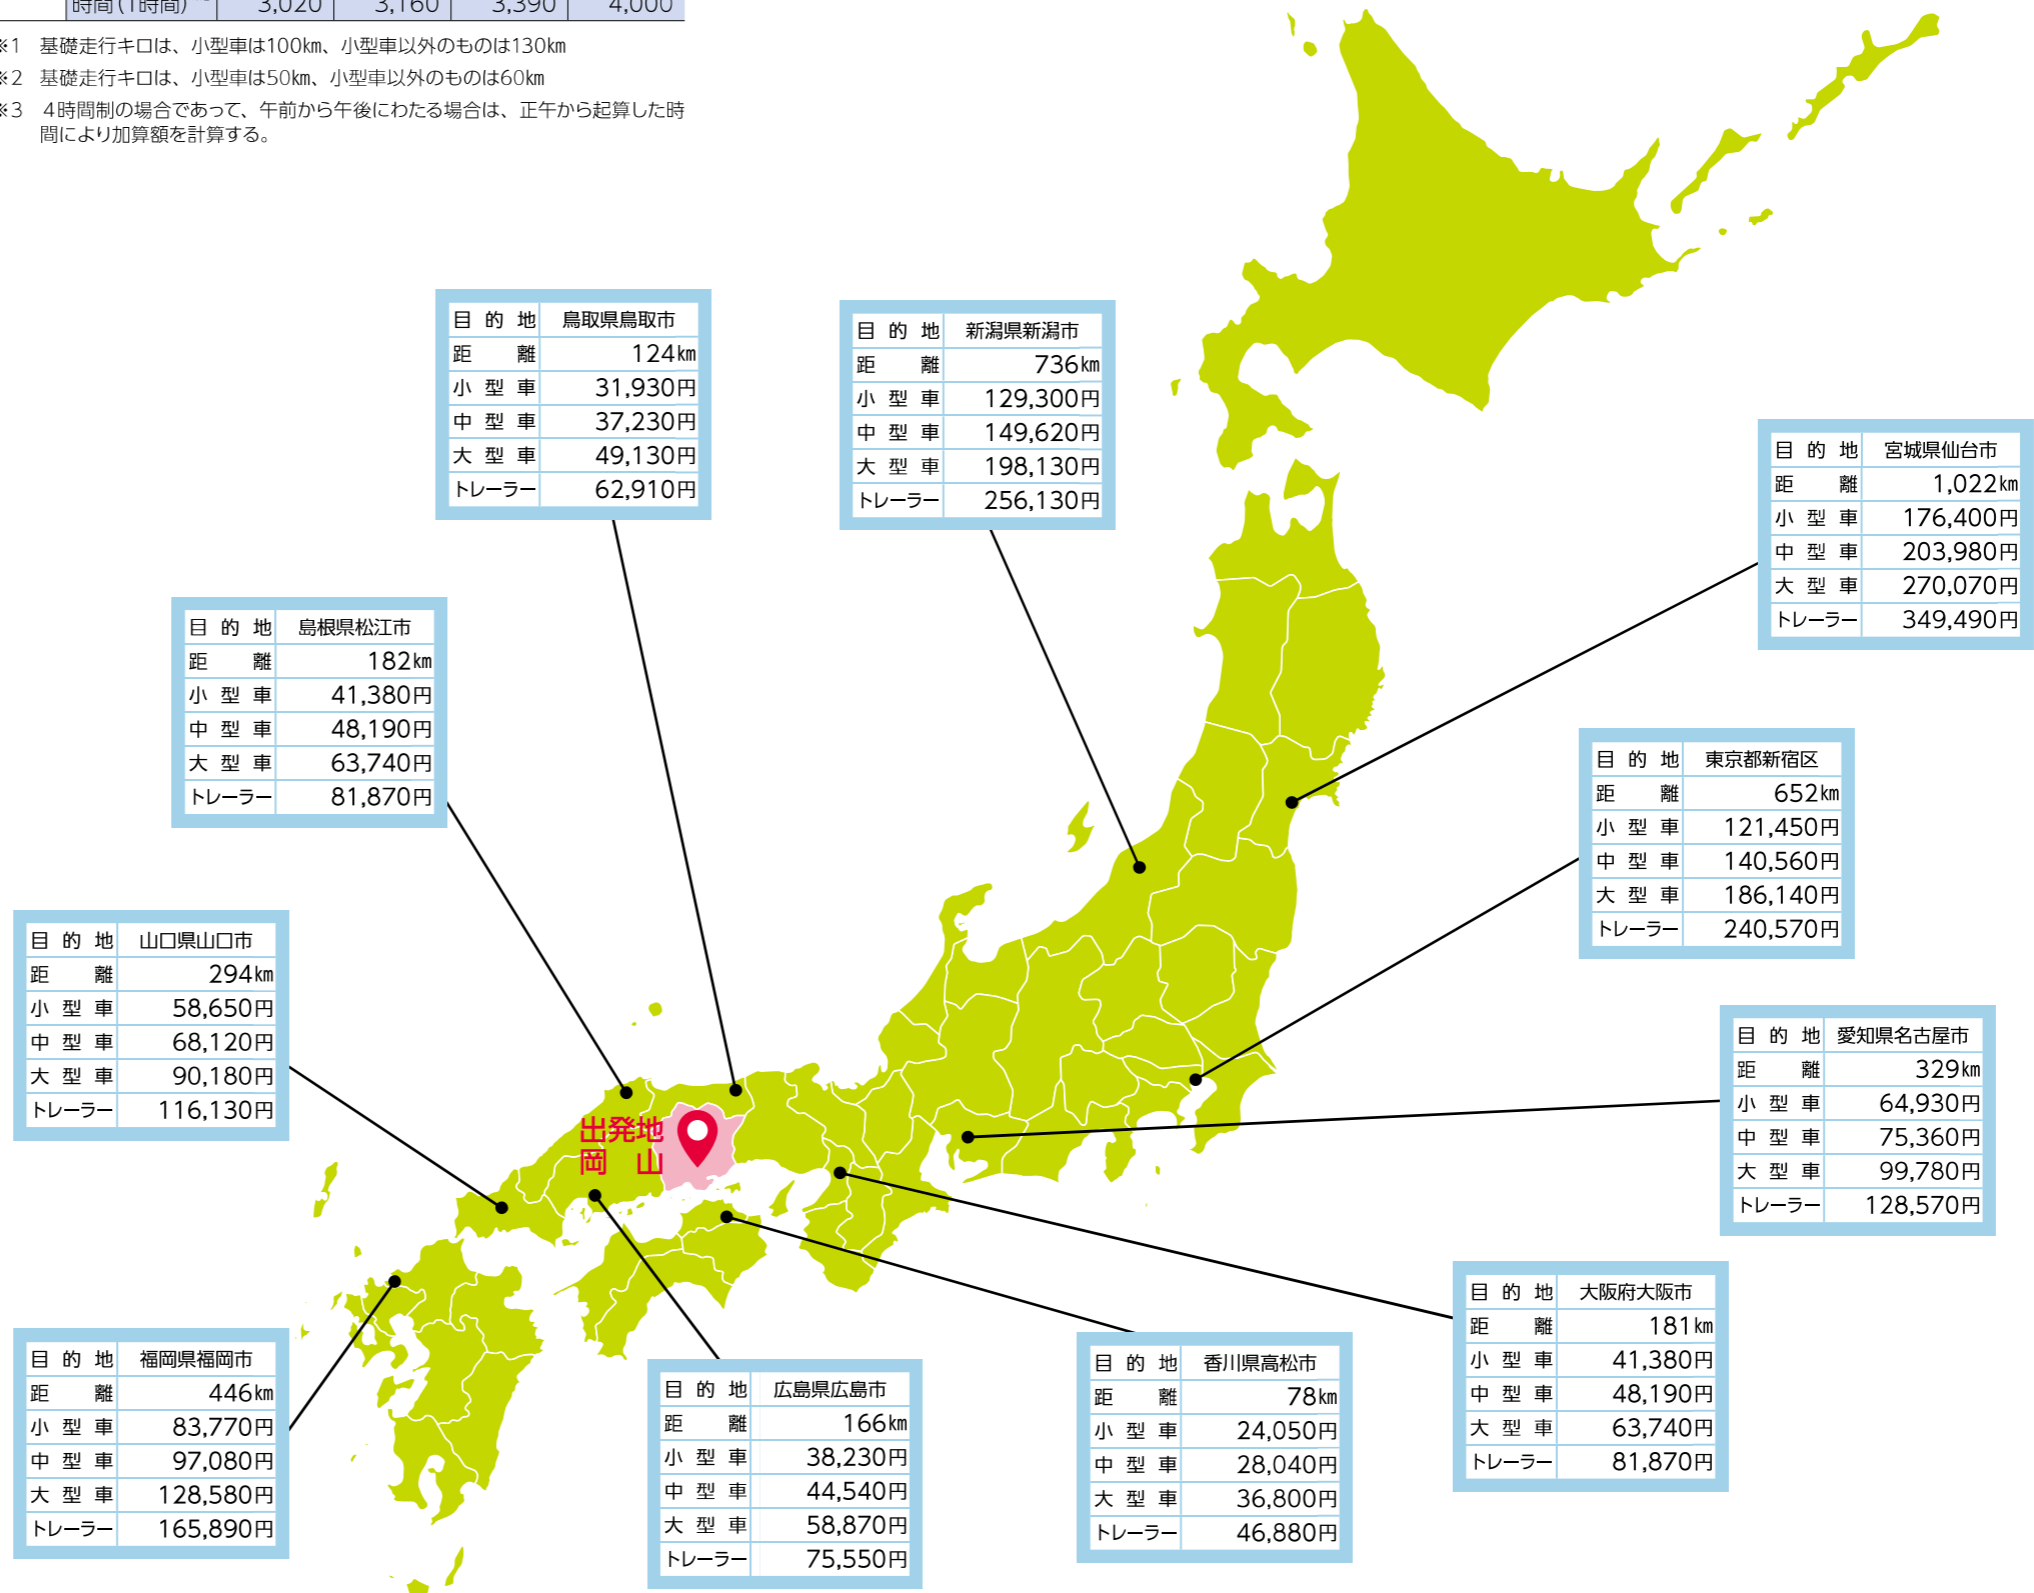 時間(1時間) 3,020 3,160 3,390 4,000
※1 基礎走行キロは、小型車は100㎞、小型車以外のものは130㎞
※2 基礎走行キロは、小型車は50㎞、小型車以外のものは60㎞
※3 4時間制の場合であって、午前から午後にわたる場合は、正午から起算した時
間により加算額を計算する。
目的地 鳥取県鳥取市
距離 124㎞
小型車 31,930円
中型車 37,230円
大型車 49,130円
トレーラー 62,910円
目的地 新潟県新潟市
距離 736㎞
小型車 129,300円
中型車 149,620円
大型車 198,130円
トレーラー 256,130円
目的地 宮城県仙台市
距離 1,022㎞
小型車 176,400円
中型車 203,980円
大型車 270,070円
トレーラー 349,490円
目的地 島根県松江市
距離 182㎞
小型車 41,380円
中型車 48,190円
大型車 63,740円
トレーラー 81,870円
目的地 東京都新宿区
距離 652㎞
小型車 121,450円
中型車 140,560円
大型車 186,140円
トレーラー 240,570円
目的地 山口県山口市
距離 294㎞
小型車 58,650円
中型車 68,120円
大型車 90,180円
トレーラー 116,130円
目的地 愛知県名古屋市
距離 329㎞
小型車 64,930円
中型車 75,360円
大型車 99,780円
トレーラー 128,570円
出発地
岡山
目的地 大阪府大阪市
距離 181㎞
小型車 41,380円
中型車 48,190円
大型車 63,740円
トレーラー 81,870円
目的地 福岡県福岡市
距離 446㎞
小型車 83,770円
中型車 97,080円
大型車 128,580円
トレーラー 165,890円
目的地 広島県広島市
距離 166㎞
小型車 38,230円
中型車 44,540円
大型車 58,870円
トレーラー 75,550円
目的地 香川県高松市
距離 78㎞
小型車 24,050円
中型車 28,040円
大型車 36,800円
トレーラー 46,880円